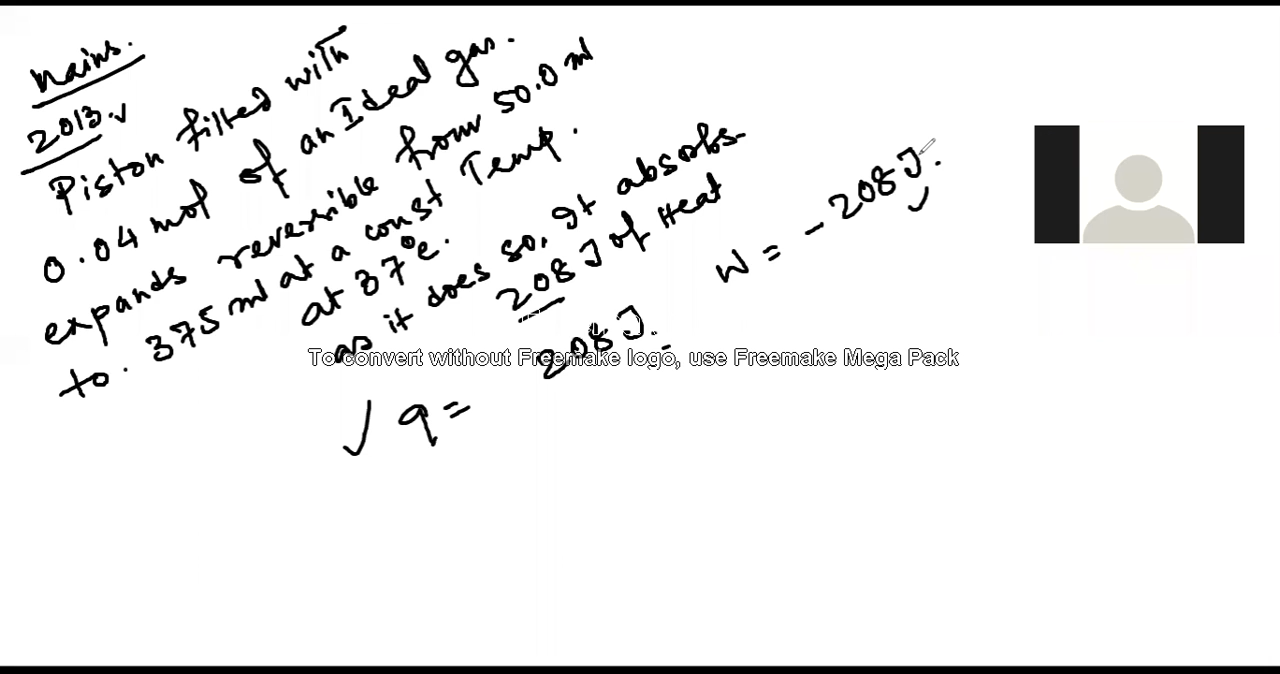 Mains.
2013.
Piston filled with
0.04 mol of an Ideal gas.
expands reversible from 50.0 ml
to. 375 ml at a const Temp.
at 37°c.
as it does so, It absorbs
208 J of Heat
q = 208 J.
W = - 208 J.
To convert without Freemake logo, use Freemake Mega Pack